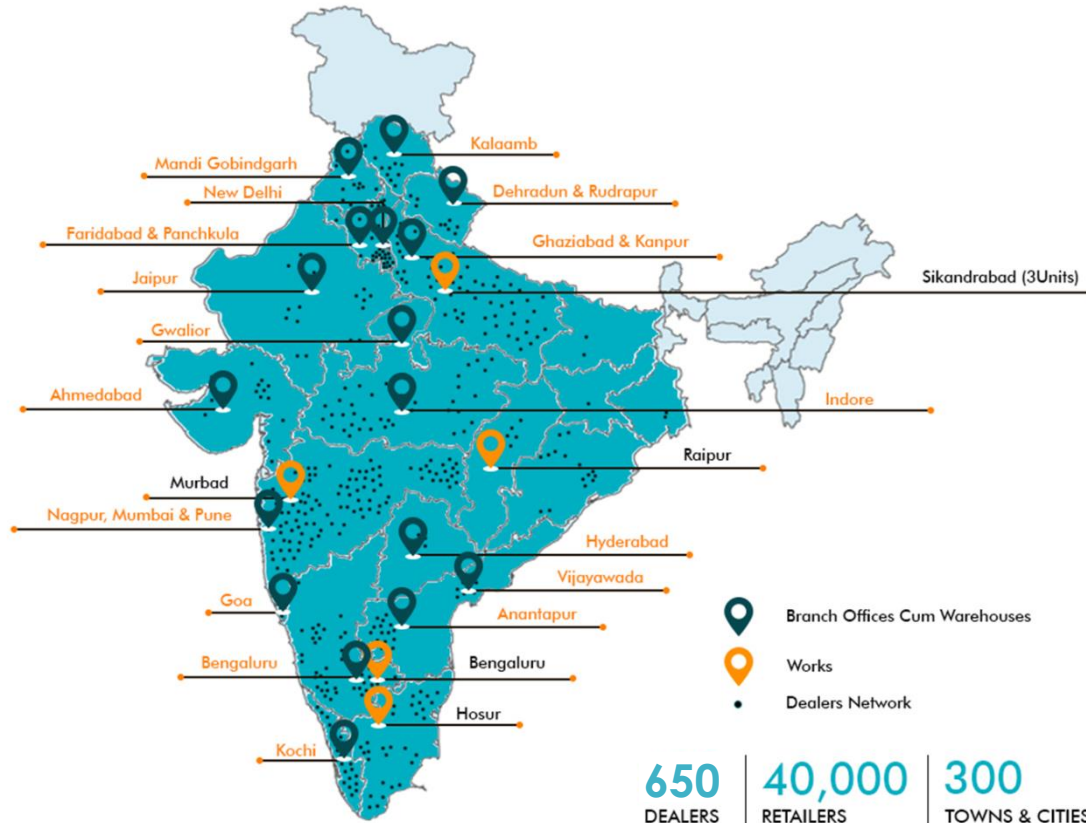 Kalaamb
Mandi Gobindgarh
New Delhi
Dehradun & Rudrapur
Faridabad & Panchkula
Ghaziabad & Kanpur
Jaipur
Sikandrabad (3Units)
Gwalior
Ahmedabad
Indore
Raipur
Murbad
Nagpur, Mumbai & Pune
Hyderabad
Vijayawada
Goa
Anantapur
Branch Offices Cum Warehouses
Bengaluru
Bengaluru
Works
Dealers Network
Hosur
Kochi
650
DEALERS
40,000
RETAILERS
300
TOWNS & CITIES